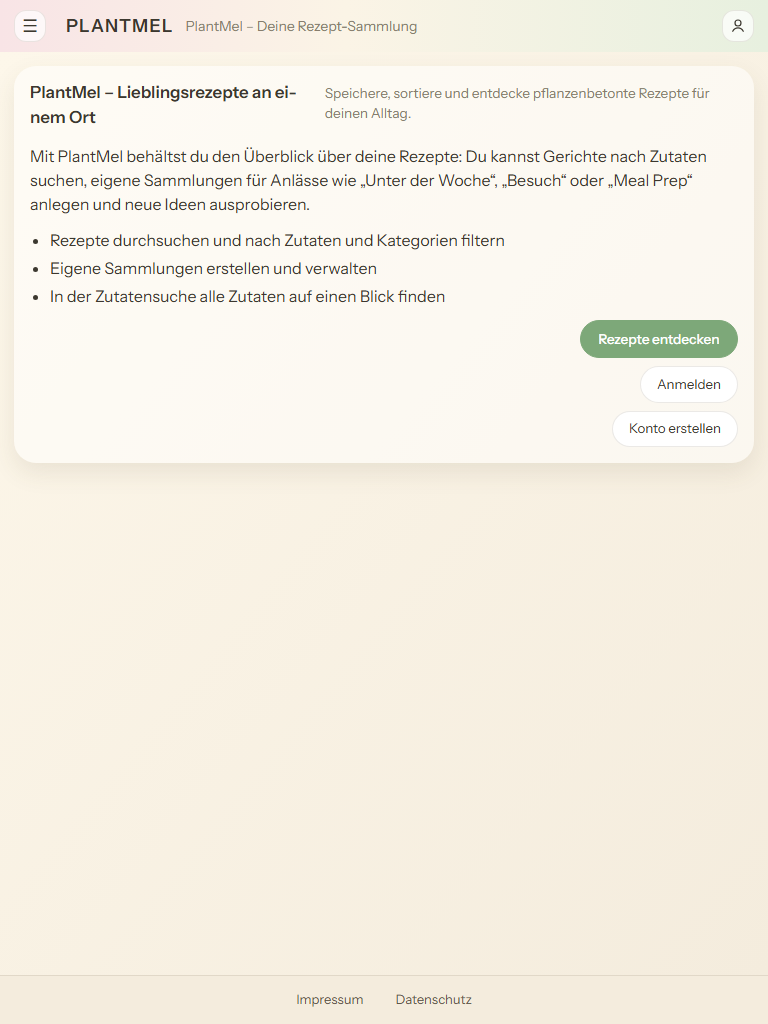 PLANTMEL PlantMel – Deine Rezept-Sammlung
PlantMel – Lieblingsrezepte an ei-
nem Ort
Speichere, sortiere und entdecke pflanzenbetonte Rezepte für
deinen Alltag.
Mit PlantMel behältst du den Überblick über deine Rezepte: Du kannst Gerichte nach Zutaten
suchen, eigene Sammlungen für Anlässe wie „Unter der Woche“, „Besuch“ oder „Meal Prep“
anlegen und neue Ideen ausprobieren.
• Rezepte durchsuchen und nach Zutaten und Kategorien filtern
• Eigene Sammlungen erstellen und verwalten
• In der Zutatensuche alle Zutaten auf einen Blick finden
Rezepte entdecken
Anmelden
Konto erstellen
Impressum Datenschutz